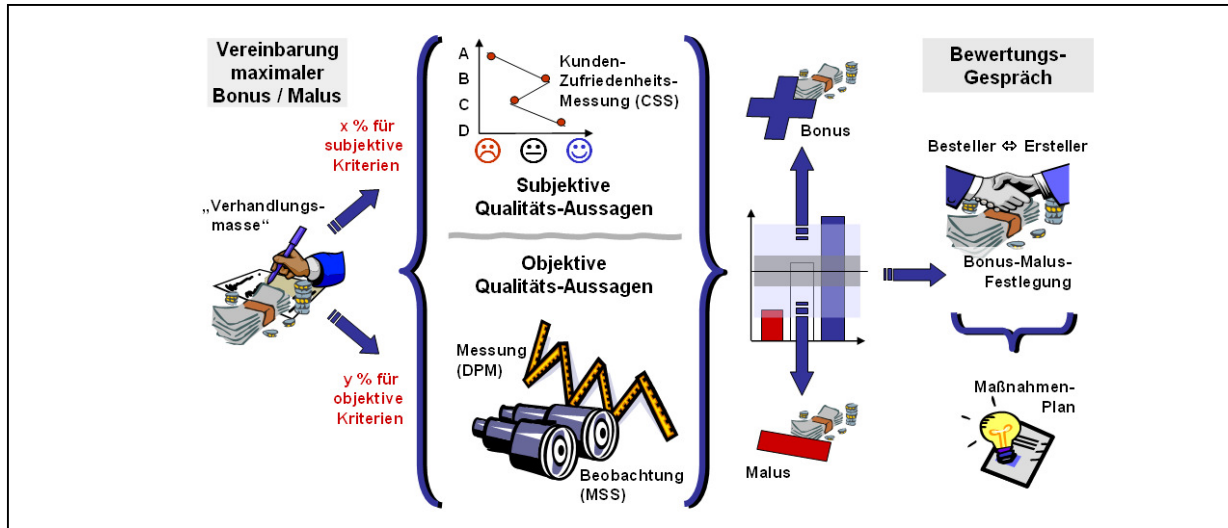 Vereinbarung
maximaler
Bonus / Malus
x % für
subjektive
Kriterien
„Verhandlungs-
masse“
y % für
objektive
Kriterien
A
B
C
D
Kunden-
Zufriedenheits-
Messung (CSS)
Subjektive
Qualitäts-Aussagen
Objektive
Qualitäts-Aussagen
Messung
(DPM)
Beobachtung
(MSS)
Bonus
Malus
Bewertungs-
Gespräch
Besteller ⇔ Ersteller
Bonus-Malus-
Festlegung
Maßnahmen-
Plan